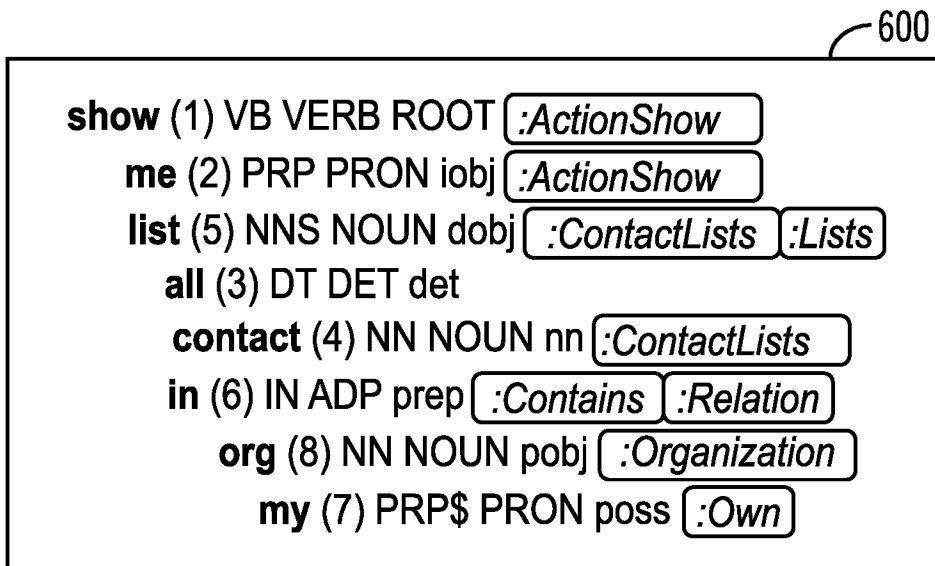 600
show (1) VB VERB ROOT :ActionShow
me (2) PRP PRON iobj :ActionShow
list (5) NNS NOUN dobj :ContactLists :Lists
all (3) DT DET det
contact (4) NN NOUN nn :ContactLists
in (6) IN ADP prep :Contains :Relation
org (8) NN NOUN pobj :Organization
my (7) PRP$ PRON poss :Own